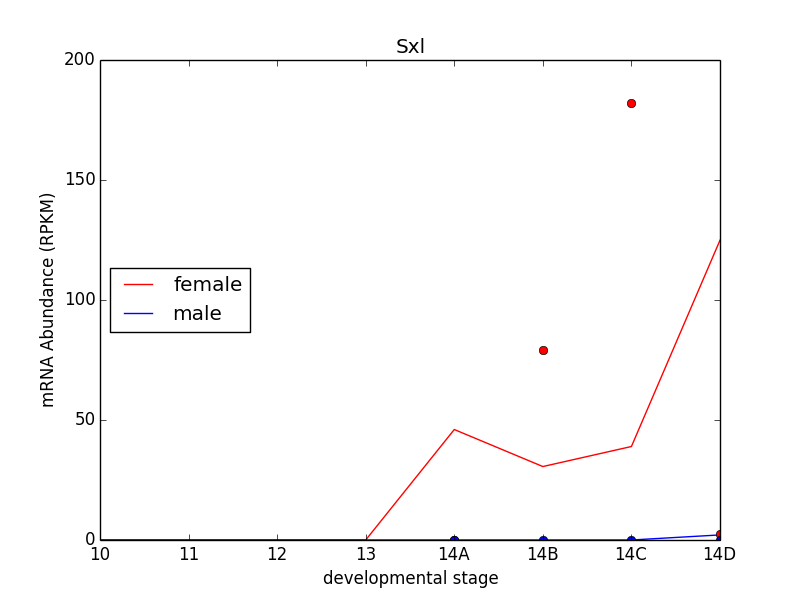 Sxl
200
150
100
50
0
mRNA Abundance (RPKM)
female
male
10 11 12 13 14A 14B 14C 14D
developmental stage